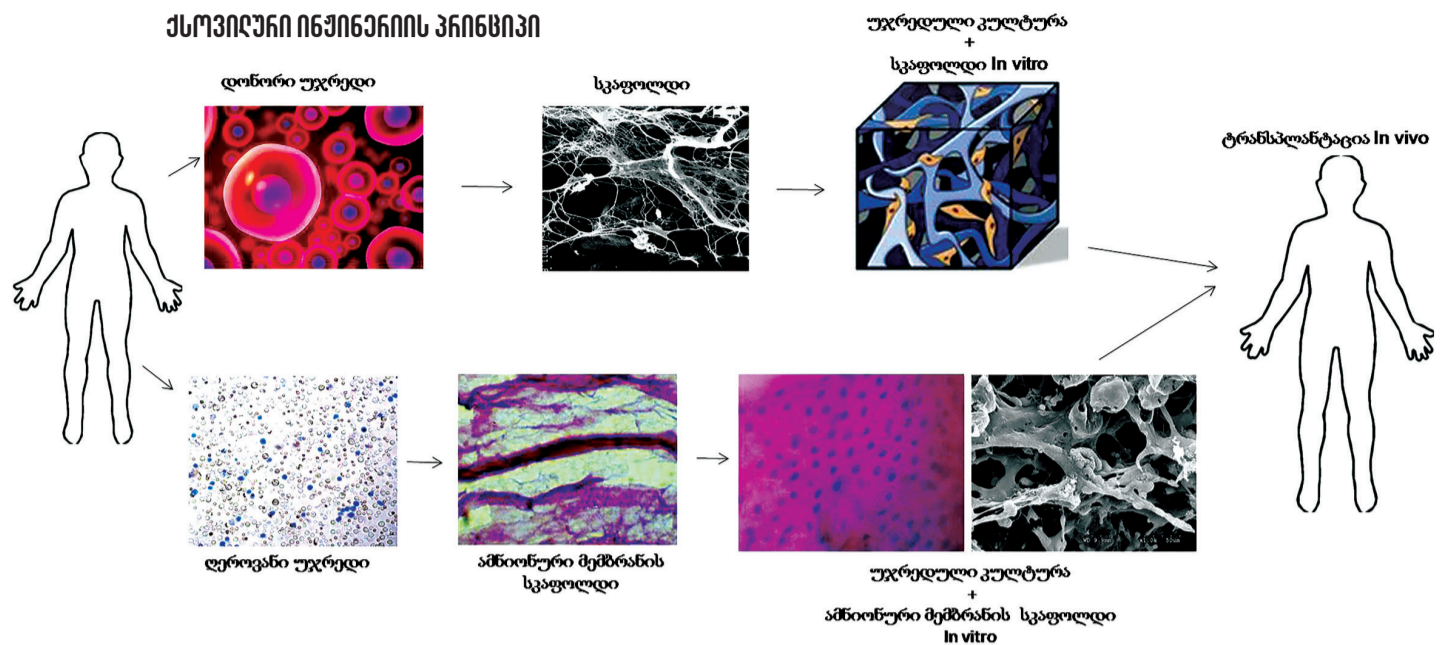 ქსოვილური ინჟინერიის პრინციპი
დონორი უჯრედი
სკაფოლდი
უჯრედული კულტურა
+
სკაფოლდი In vitro
ტრანსპლანტაცია In vivo
ღეროვანი უჯრედი
ამნიონური მემბრანის
სკაფოლდი
უჯრედული კულტურა
+
ამნიონური მემბრანის სკაფოლდი
In vitro